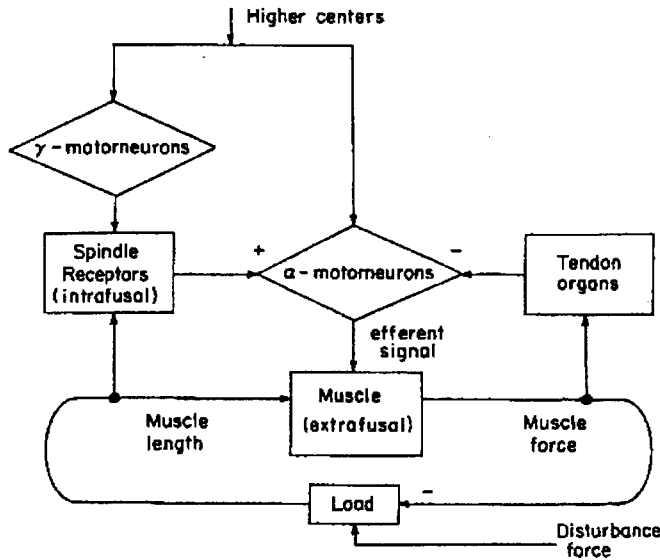 Higher centers
γ - motorneurons
Spindle
Receptors
(intrafusal)
+
α - motorneurons
-
Tendon
organs
efferent
signal
Muscle
length
Muscle
(extrafusal)
Muscle
force
Load
-
Disturbance
force